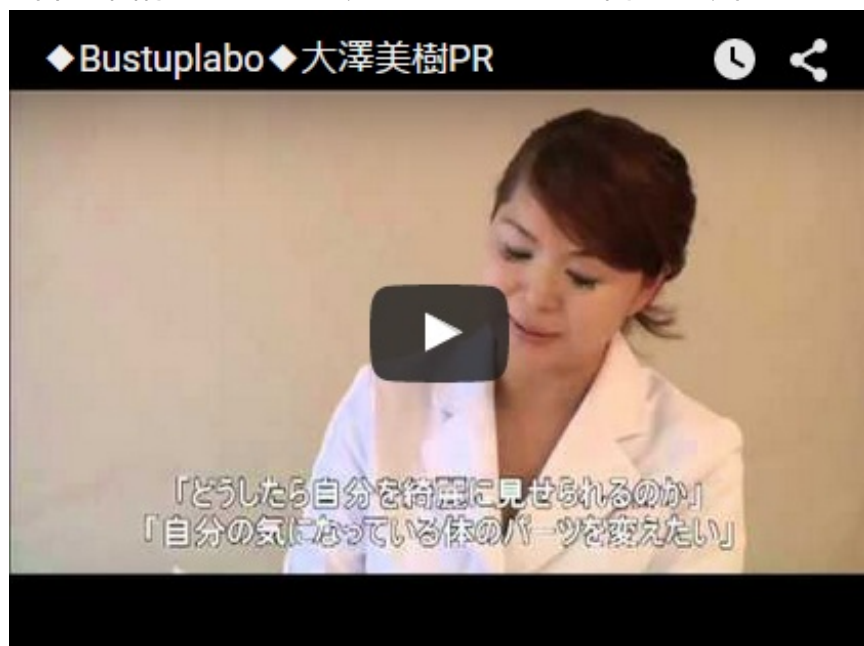 ◆Bustuplabo◆大澤美樹PR
「どうしたら自分を綺麗に見せられるのか」
「自分の気になっている体のパーツを変えたい」